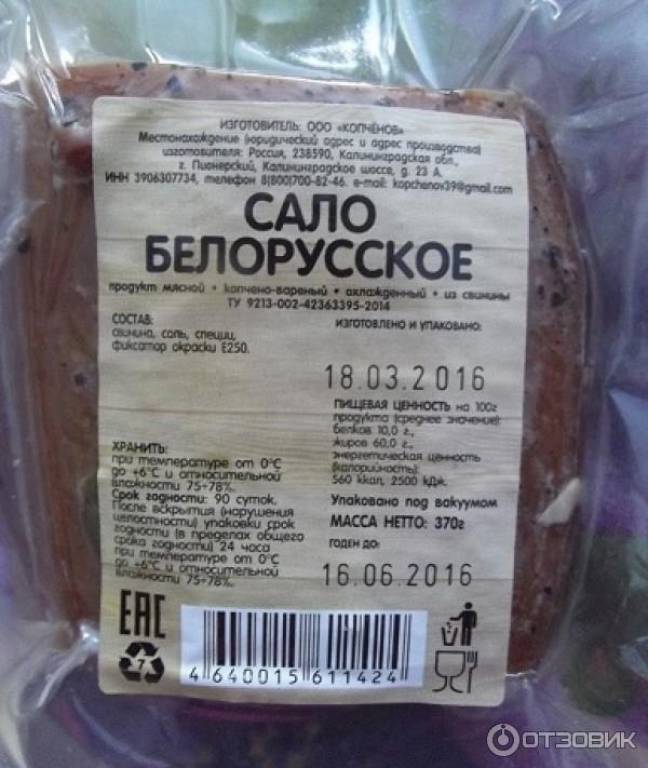 ИЗГОТОВИТЕЛЬ: ООО «КОПЧЁНОВ»
Местонахождение (юридический адрес и адрес производства)
изготовителя: Россия, 238590, Калининградская обл.,
г. Пионерский, Калининградское шоссе, д. 23 А.
ИНН 3906307734, телефон 8(800)700-82-46. e-mail: kopchenov39@gmail.com
САЛО
БЕЛОРУССКОЕ
продукт мясной • копчено-вареный • охлажденный • из свинины
ТУ 9213-002-42363395-2014
СОСТАВ:
свинина, соль, специи,
фиксатор окраски Е250.
ИЗГОТОВЛЕНО И УПАКОВАНО:
18.03.2016
ПИЩЕВАЯ ЦЕННОСТЬ на 100г
продукта (среднее значение):
белков 10,0 г.,
жиров 60,0 г.,
энергетическая ценность
(калорийность):
560 ккал, 2500 кДж.
ХРАНИТЬ:
при температуре от 0°С
до +6°С и относительной
влажности 75÷78%.
Срок годности: 90 суток.
После вскрытия (нарушения
целостности) упаковки срок
годности (в пределах общего
срока годности) 24 часа
при температуре от 0°С
до +6°С и относительной
влажности 75÷78%.
Упаковано под вакуумом
МАССА НЕТТО: 370г
ГОДЕН ДО:
16.06.2016
ЕАС
7
4 640015 611424
ОТЗОВИК